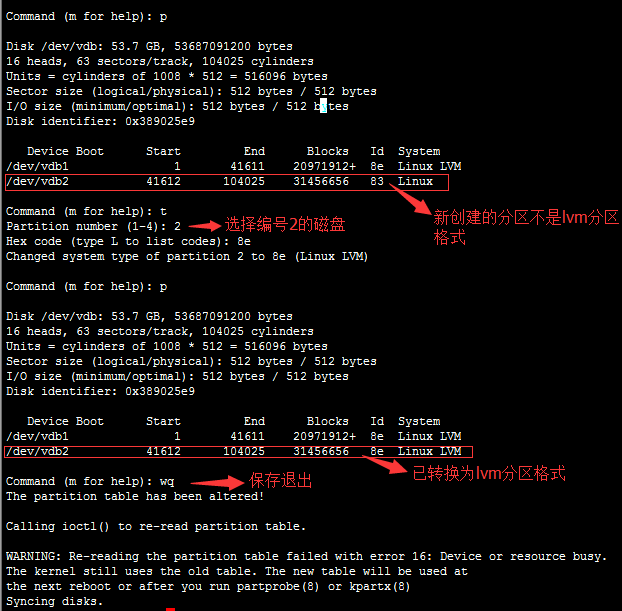 Command (m for help): p
Disk /dev/vdb: 53.7 GB, 53687091200 bytes
16 heads, 63 sectors/track, 104025 cylinders
Units = cylinders of 1008 * 512 = 516096 bytes
Sector size (logical/physical): 512 bytes / 512 bytes
I/O size (minimum/optimal): 512 bytes / 512 bytes
Disk identifier: 0x389025e9
Device Boot Start End Blocks Id System
/dev/vdb1 1 41611 20971912+ 8e Linux LVM
/dev/vdb2 41612 104025 31456656 83 Linux
新创建的分区不是lvm分区
格式
Command (m for help): t
Partition number (1-4): 2 选择编号2的磁盘
Hex code (type L to list codes): 8e
Changed system type of partition 2 to 8e (Linux LVM)
Command (m for help): p
Disk /dev/vdb: 53.7 GB, 53687091200 bytes
16 heads, 63 sectors/track, 104025 cylinders
Units = cylinders of 1008 * 512 = 516096 bytes
Sector size (logical/physical): 512 bytes / 512 bytes
I/O size (minimum/optimal): 512 bytes / 512 bytes
Disk identifier: 0x389025e9
Device Boot Start End Blocks Id System
/dev/vdb1 1 41611 20971912+ 8e Linux LVM
/dev/vdb2 41612 104025 31456656 8e Linux LVM
已转换为lvm分区格式
Command (m for help): wq 保存退出
The partition table has been altered!
Calling ioctl() to re-read partition table.
WARNING: Re-reading the partition table failed with error 16: Device or resource busy.
The kernel still uses the old table. The new table will be used at
the next reboot or after you run partprobe(8) or kpartx(8)
Syncing disks.